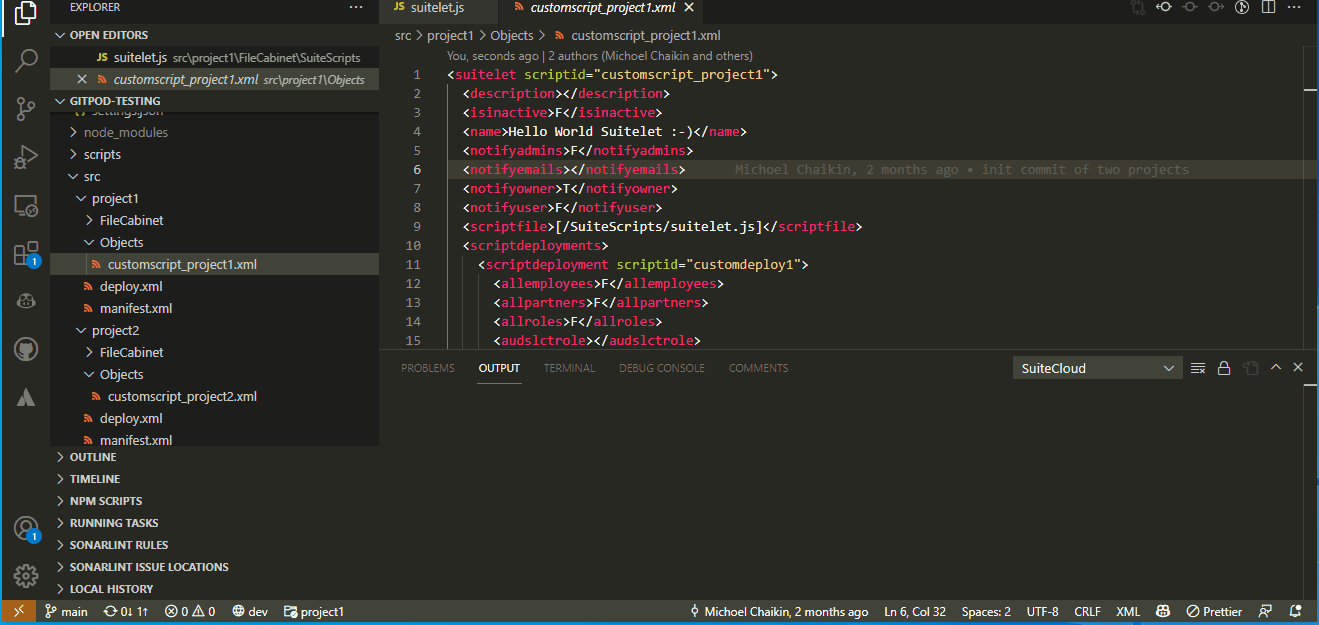 EXPLORER
···
OPEN EDITORS
JS suitelet.js src\project1\FileCabinet\SuiteScripts
customscript_project1.xml src\project1\Objects
GITPOD-TESTING
settings.json
node_modules
scripts
src
project1
FileCabinet
Objects
customscript_project1.xml
deploy.xml
manifest.xml
project2
FileCabinet
Objects
customscript_project2.xml
deploy.xml
manifest.xml
OUTLINE
TIMELINE
NPM SCRIPTS
RUNNING TASKS
SONARLINT RULES
SONARLINT ISSUE LOCATIONS
LOCAL HISTORY
1
1
JS suitelet.js
customscript_project1.xml
src > project1 > Objects > customscript_project1.xml
You, seconds ago | 2 authors (Michoel Chaikin and others)
1 <suitelet scriptid="customscript_project1">
2 <description></description>
3 <isinactive>F</isinactive>
4 <name>Hello World Suitelet :-)</name>
5 <notifyadmins>F</notifyadmins>
6 <notifyemails></notifyemails> Michoel Chaikin, 2 months ago • init commit of two projects
7 <notifyowner>T</notifyowner>
8 <notifyuser>F</notifyuser>
9 <scriptfile>[/SuiteScripts/suitelet.js]</scriptfile>
10 <scriptdeployments>
11 <scriptdeployment scriptid="customdeploy1">
12 <allemployees>F</allemployees>
13 <allpartners>F</allpartners>
14 <allroles>F</allroles>
15 <audslctrole></audslctrole>
PROBLEMS OUTPUT TERMINAL DEBUG CONSOLE COMMENTS
SuiteCloud
main 0↓ 1↑ 0 0 dev project1
Michoel Chaikin, 2 months ago Ln 6, Col 32 Spaces: 2 UTF-8 CRLF XML Prettier